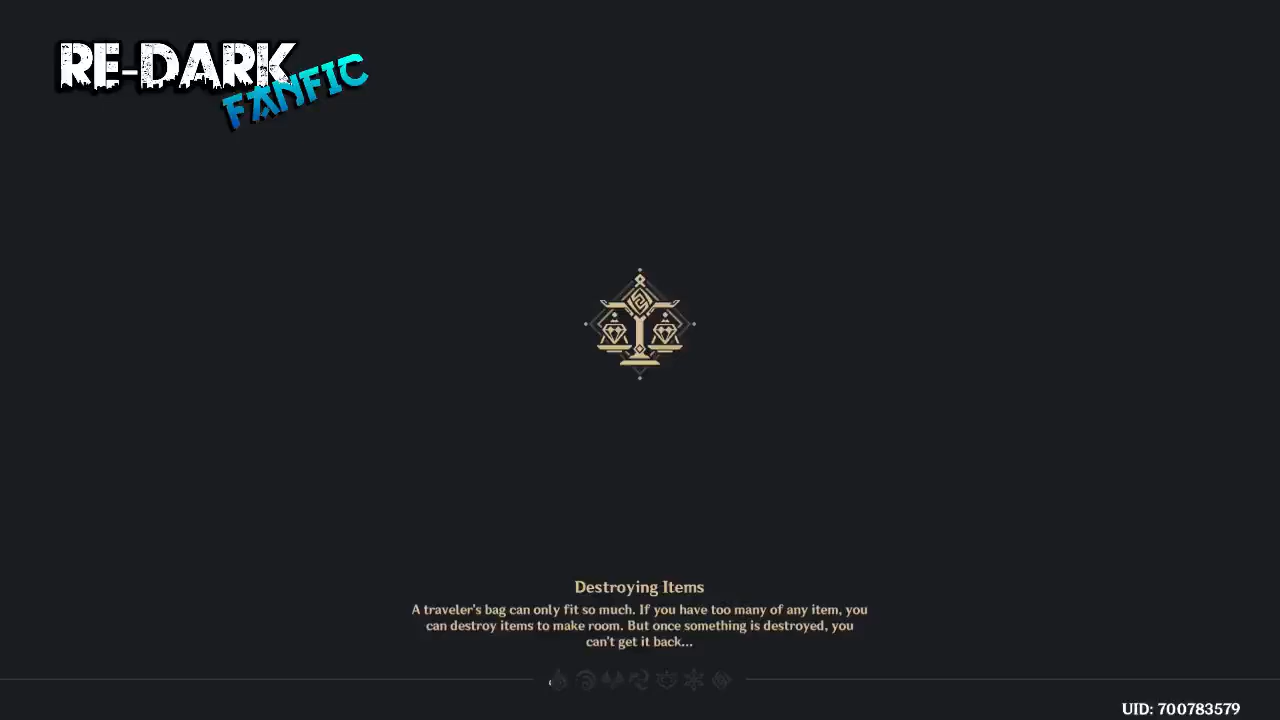 RE-DARK
FANFIC
Destroying Items
A traveler's bag can only fit so much. If you have too many of any item, you
can destroy items to make room. But once something is destroyed, you
can't get it back...
UID: 700783579